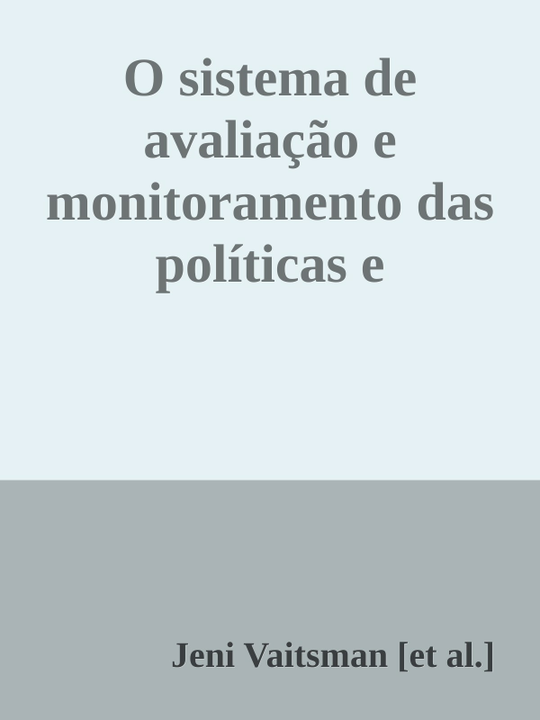 O sistema de
avaliação e
monitoramento das
políticas e
Jeni Vaitsman [et al.]